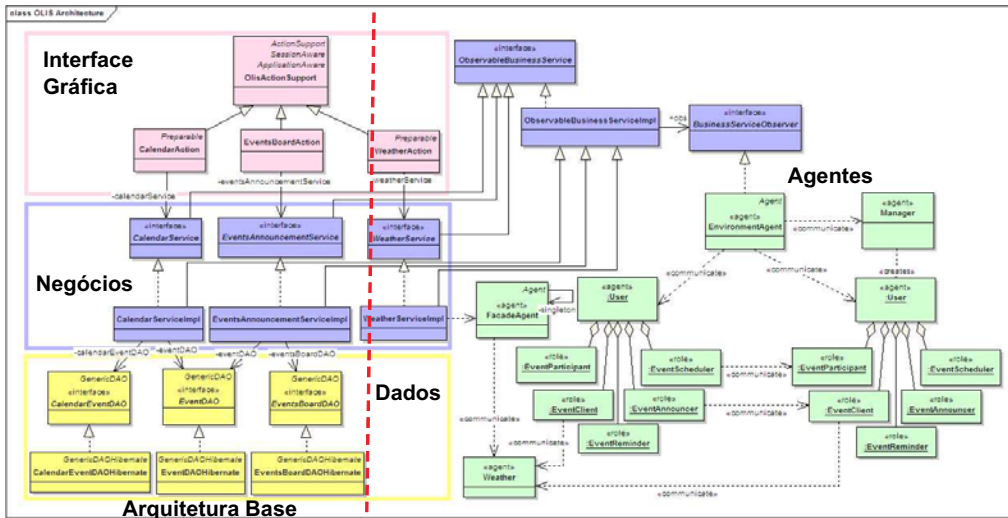 class OLIS Architecture
Interface
Gráfica
ActionSupport
SessionAware
ApplicationAware
OlisActionSupport
Preparable
CalendarAction
EventsBoardAction
Preparable
WeatherAction
-calendarService
-eventsAnnouncementService
-weatherService
«interface»
ObservableBusinessService
ObservableBusinessServiceImpl
+obs
«interface»
BusinessServiceObserver
Negócios
«interface»
CalendarService
«interface»
EventsAnnouncementService
«interface»
WeatherService
CalendarServiceImpl
EventsAnnouncementServiceImpl
WeatherServiceImpl
-calendarEventDAO
-eventDAO
-eventDAO
-eventsBoardDAO
Dados
GenericDAO
«interface»
CalendarEventDAO
GenericDAO
«interface»
EventDAO
GenericDAO
«interface»
EventsBoardDAO
GenericDAOHibernate
CalendarEventDAOHibernate
GenericDAOHibernate
EventDAOHibernate
GenericDAOHibernate
EventsBoardDAOHibernate
Arquitetura Base
Agentes
Agent
«agent»
EnvironmentAgent
«communicate»
«agent»
Manager
«communicate»
«communicate»
«creates»
Agent
«agent»
FacadeAgent
-singleton
«agent»
:User
«agent»
:User
«role»
:EventParticipant
«role»
:EventScheduler
«communicate»
«role»
:EventParticipant
«role»
:EventScheduler
«role»
:EventClient
«role»
:EventAnnouncer
«communicate»
«role»
:EventClient
«role»
:EventAnnouncer
«communicate»
«communicate»
«role»
:EventReminder
«role»
:EventReminder
«agent»
Weather
«communicate»